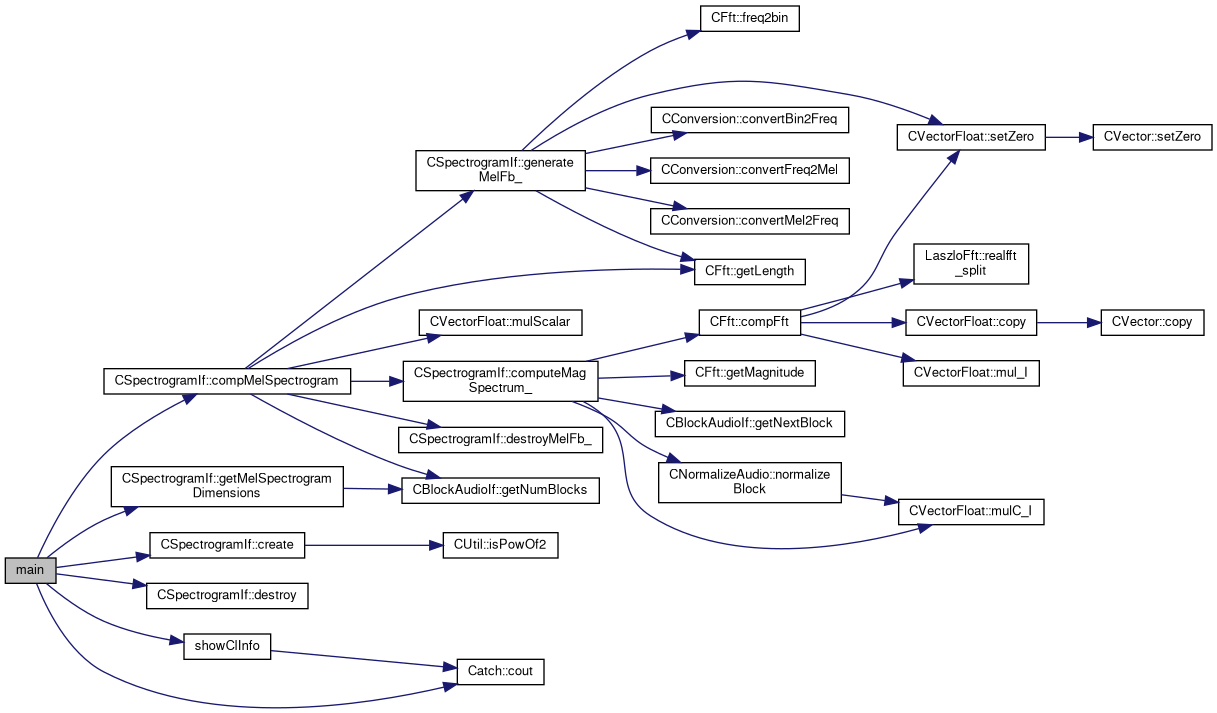 CFft::freq2bin
CConversion::convertBin2Freq
CVectorFloat::setZero
CVector::setZero
CSpectrogramIf::generate
MelFb_
CConversion::convertFreq2Mel
CConversion::convertMel2Freq
LaszloFft::realfft
_split
CFft::getLength
CVectorFloat::mulScalar
CFft::compFft
CVectorFloat::copy
CVector::copy
CSpectrogramIf::compMelSpectrogram
CSpectrogramIf::computeMag
Spectrum_
CFft::getMagnitude
CVectorFloat::mul_I
CBlockAudioIf::getNextBlock
CSpectrogramIf::destroyMelFb_
CSpectrogramIf::getMelSpectrogram
Dimensions
CBlockAudioIf::getNumBlocks
CNormalizeAudio::normalize
Block
CVectorFloat::mulC_I
CSpectrogramIf::create
CUtil::isPowOf2
main
CSpectrogramIf::destroy
showClInfo
Catch::cout